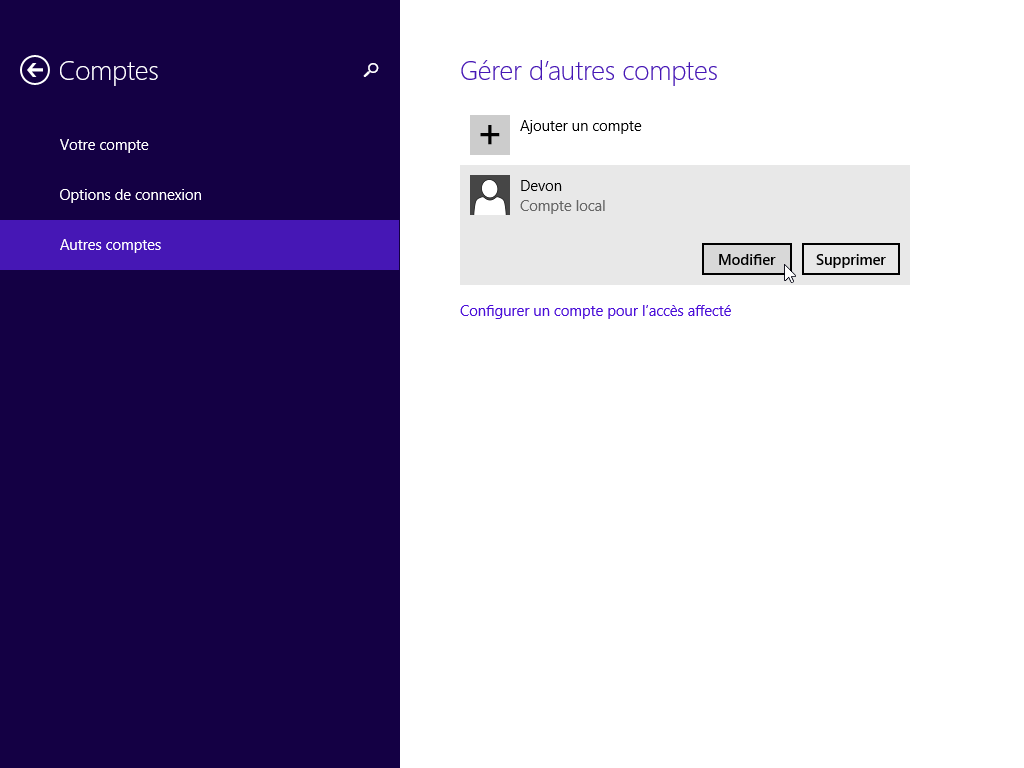 Comptes
Votre compte
Options de connexion
Autres comptes
Gérer d’autres comptes
Ajouter un compte
Devon
Compte local
Modifier Supprimer
Configurer un compte pour l’accès affecté